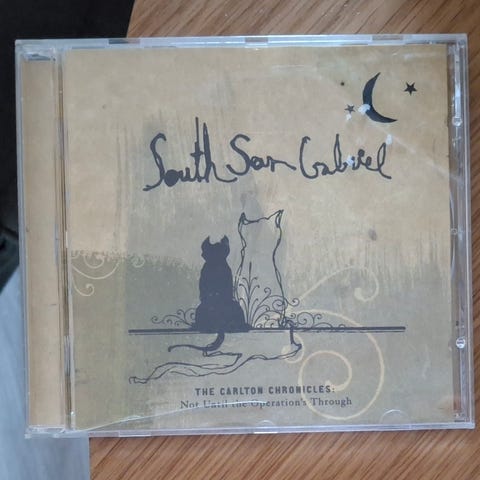 South San Gabriel
THE CARLTON CHRONICLES:
Not Until the Operation's Through